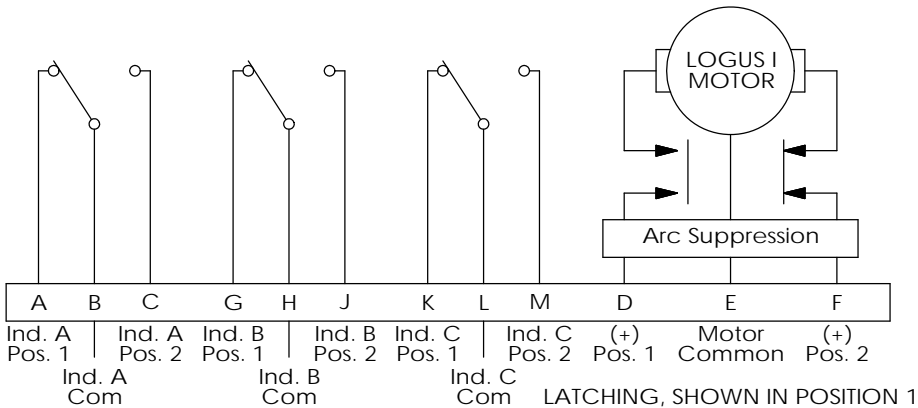 LOGUS I
MOTOR
Arc Suppression
A B C G H J K L M D E F
Ind. A Pos. 1
Ind. A Com
Ind. A Pos. 2
Ind. B Pos. 1
Ind. B Com
Ind. B Pos. 2
Ind. C Pos. 1
Ind. C Com
Ind. C Pos. 2
(+) Pos. 1
Motor Common
(+) Pos. 2
LATCHING, SHOWN IN POSITION 1